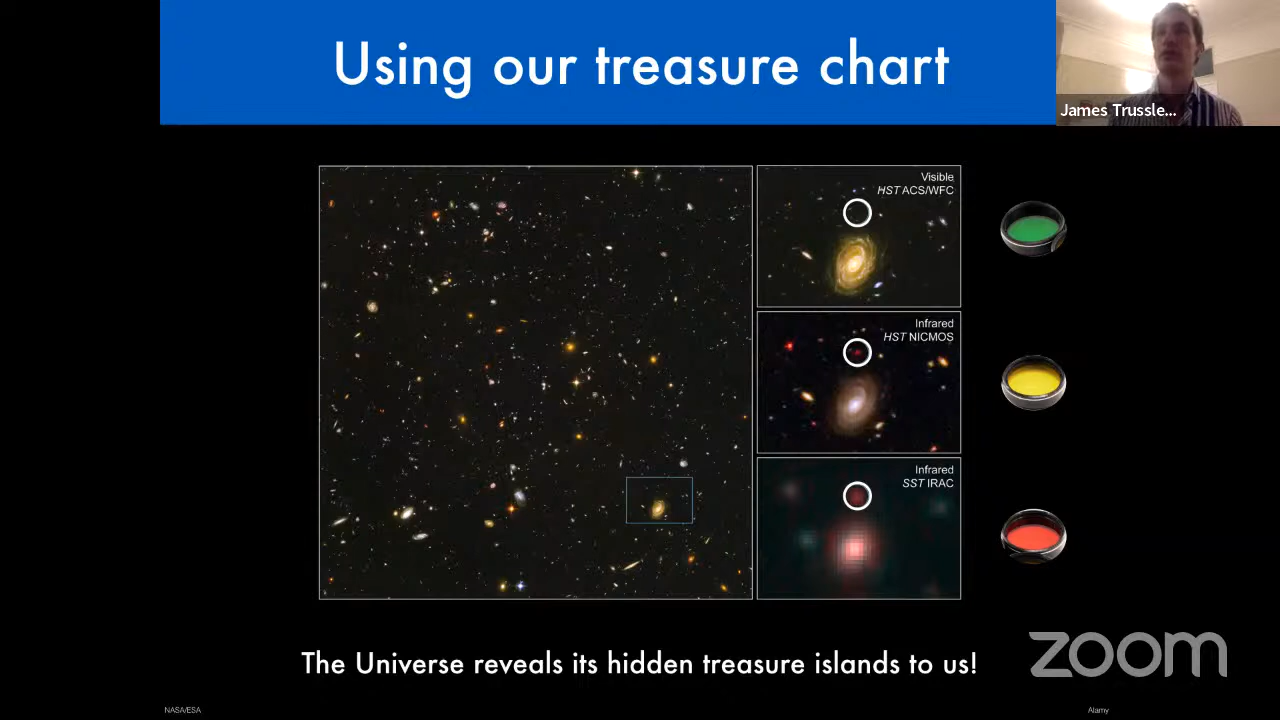 Using our treasure chart
James Trussle...
Visible
HST ACS/WFC
Infrared
HST NICMOS
Infrared
SST IRAC
The Universe reveals its hidden treasure islands to us!
zoom
NASA/ESA
Alamy